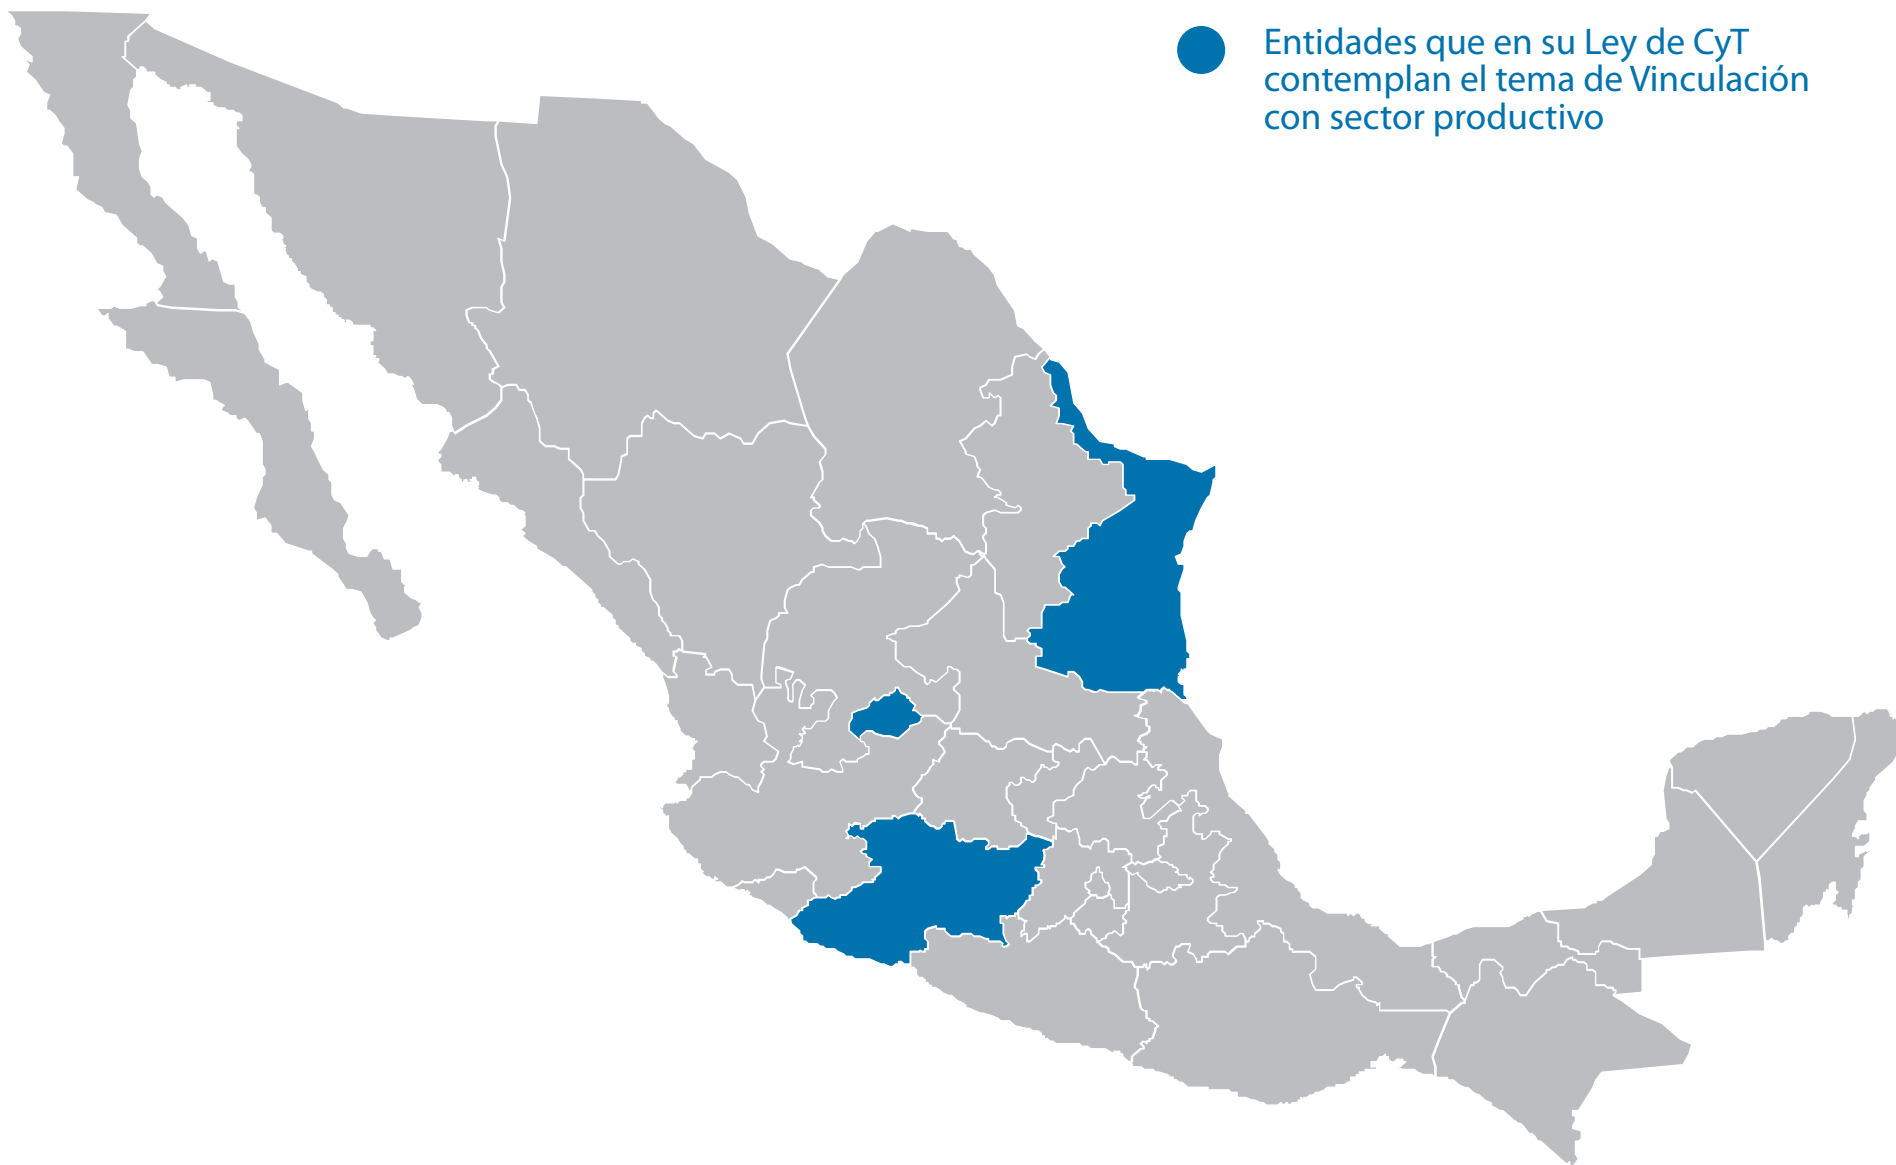 Entidades que en su Ley de CyT
contemplan el tema de Vinculación
con sector productivo